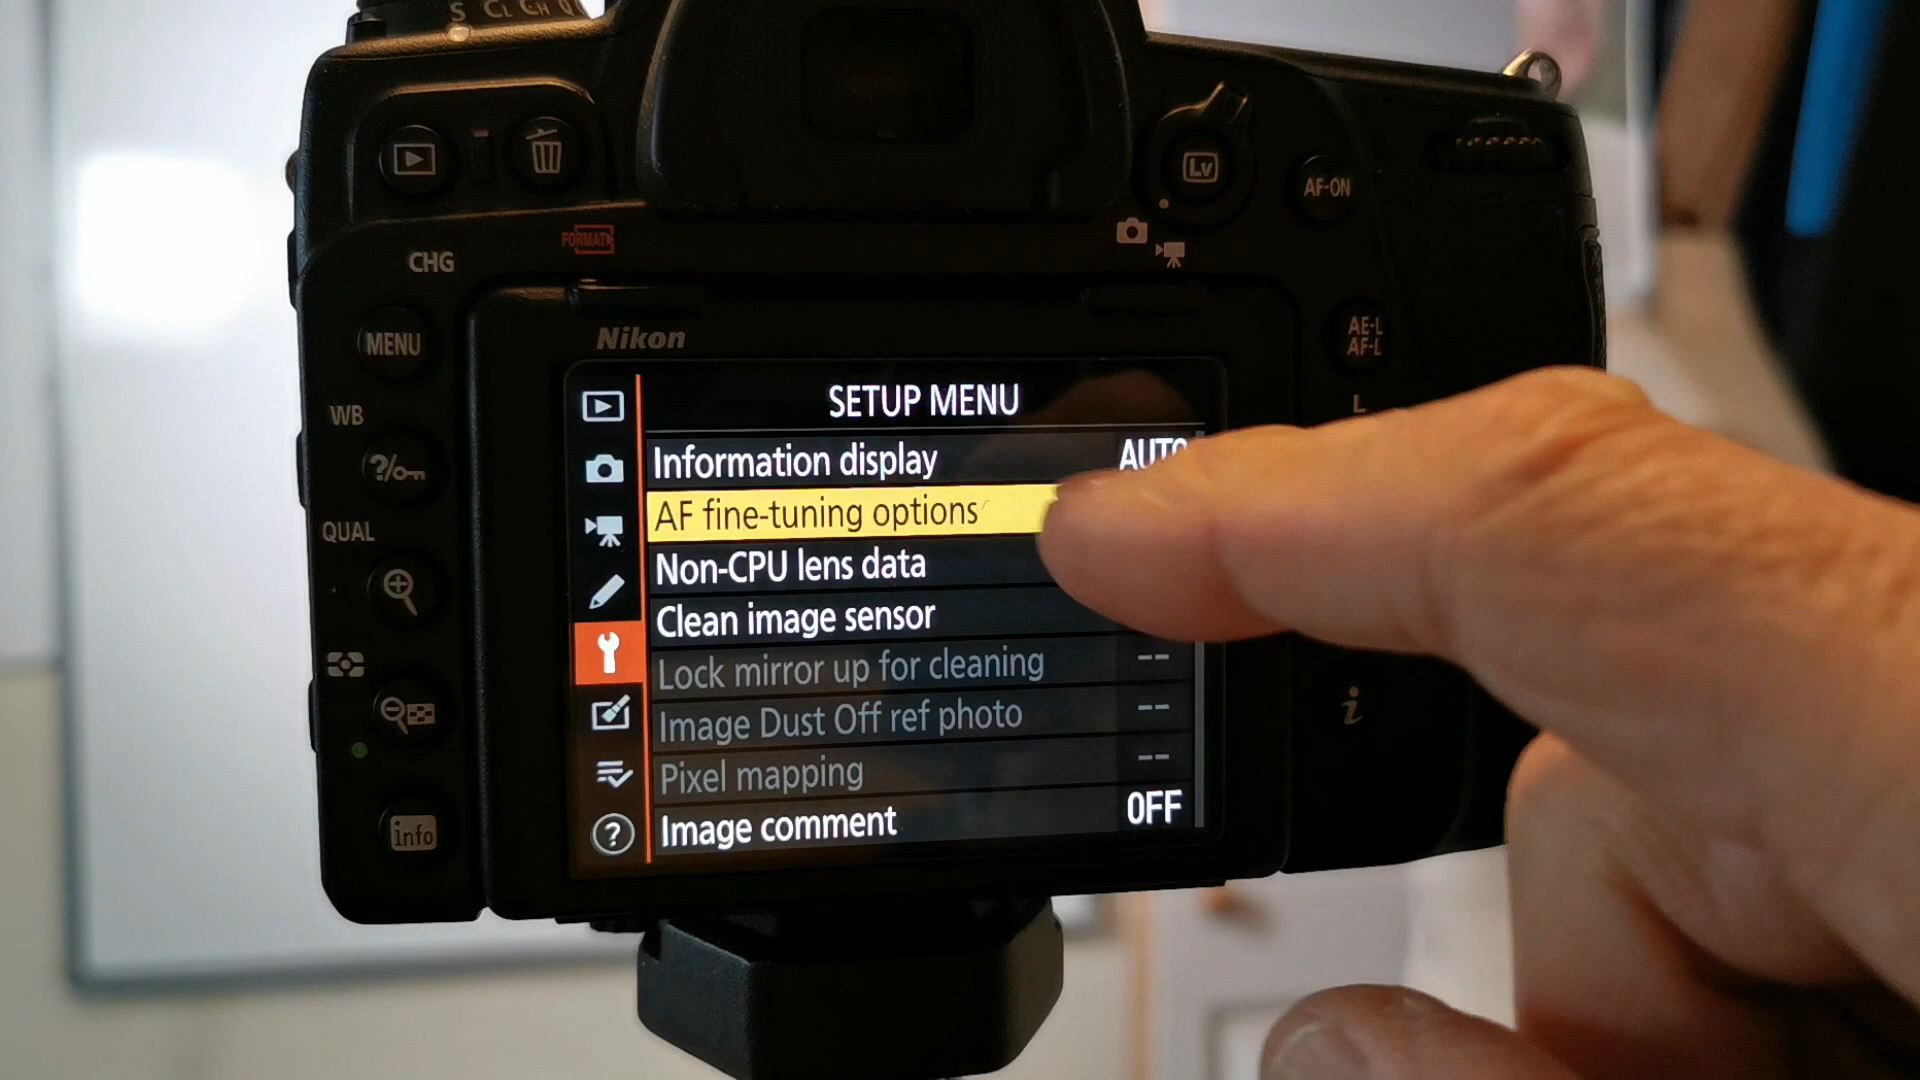 S CL CH Q
Lv
AF-ON
FORMAT
CHG
AE-L
AF-L
MENU
Nikon
L
WB
?
QUAL
SETUP MENU
Information display AUTO
AF fine-tuning options
Non-CPU lens data
Clean image sensor
Lock mirror up for cleaning --
Image Dust Off ref photo --
Pixel mapping --
Image comment OFF
?
i
info